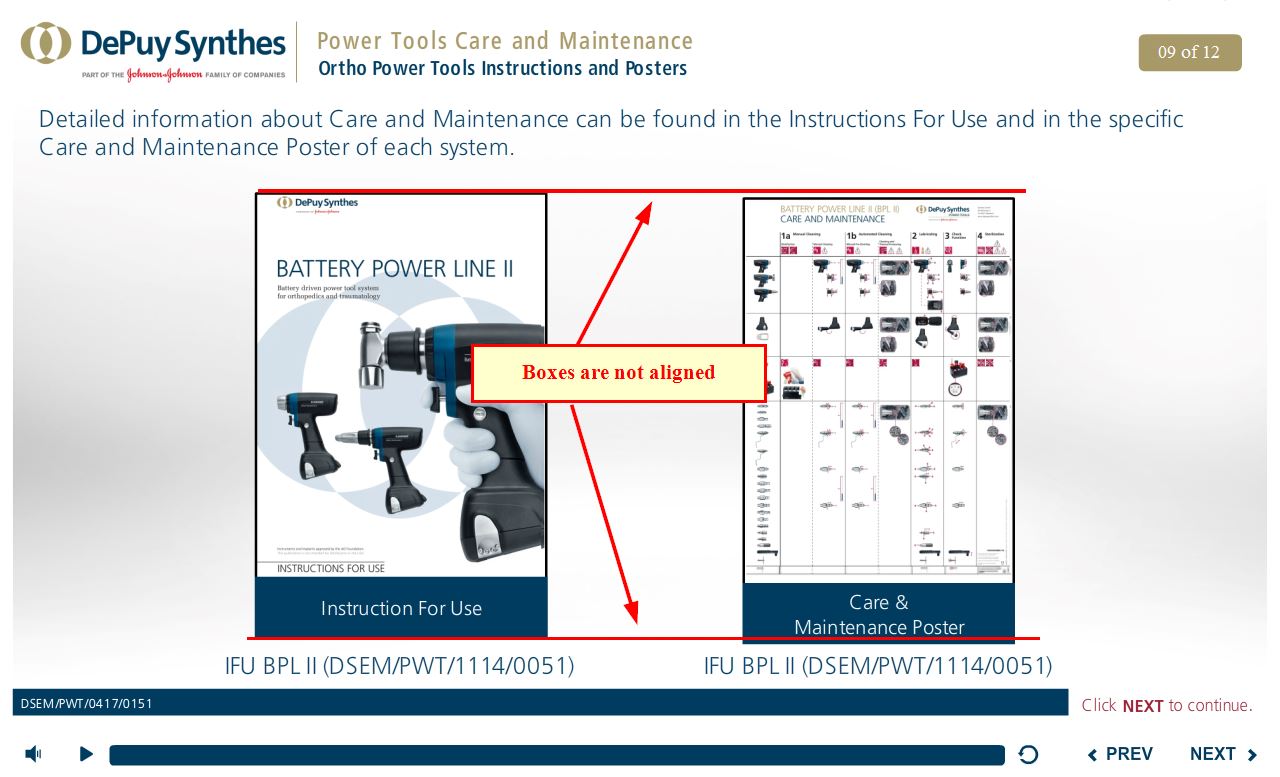 DePuy Synthes
PART OF THE Johnson & Johnson FAMILY OF COMPANIES
Power Tools Care and Maintenance
Ortho Power Tools Instructions and Posters
09 of 12
Detailed information about Care and Maintenance can be found in the Instructions For Use and in the specific
Care and Maintenance Poster of each system.
DePuy Synthes
BATTERY POWER LINE II
Battery driven power tool system
for orthopedics and traumatology
INSTRUCTIONS FOR USE
Instruction For Use
Boxes are not aligned
BATTERY POWER LINE II (BPL II)
CARE AND MAINTENANCE
DePuy Synthes
1a Manual Cleaning
1b Automated Cleaning
2 Lubricating
3 Check Function
4 Sterilization
Care &
Maintenance Poster
IFU BPL II (DSEM/PWT/1114/0051)
IFU BPL II (DSEM/PWT/1114/0051)
DSEM/PWT/0417/0151
Click NEXT to continue.
PREV
NEXT